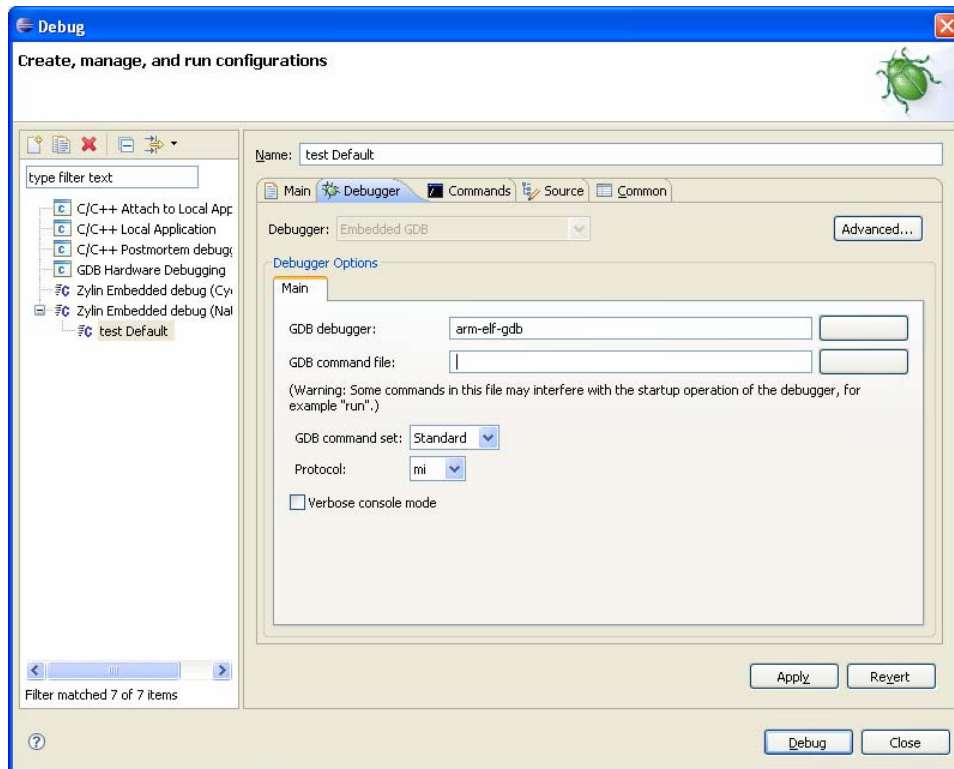 Debug
Create, manage, and run configurations
type filter text
C/C++ Attach to Local App
C/C++ Local Application
C/C++ Postmortem debugg
GDB Hardware Debugging
Zylin Embedded debug (Cy
Zylin Embedded debug (Nat
test Default
Filter matched 7 of 7 items
Name: test Default
Main Debugger Commands Source Common
Debugger: Embedded GDB Advanced...
Debugger Options
Main
GDB debugger: arm-elf-gdb
GDB command file:
(Warning: Some commands in this file may interfere with the startup operation of the debugger, for
example "run".)
GDB command set: Standard
Protocol: mi
Verbose console mode
Apply Revert
Debug Close